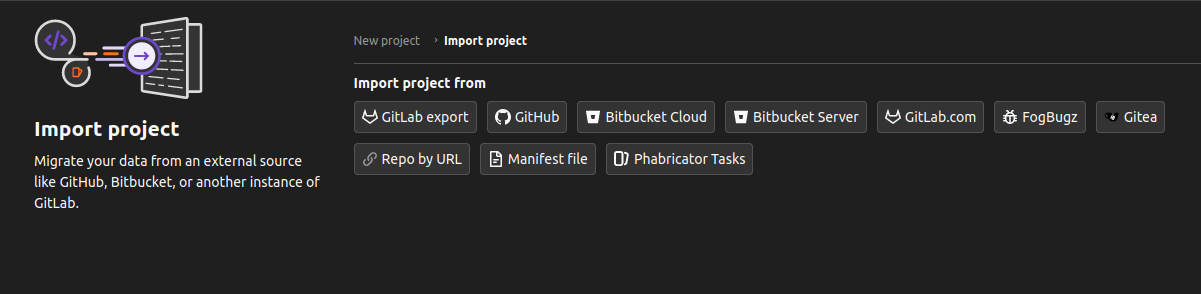 New project › Import project
Import project from
GitLab export GitHub Bitbucket Cloud Bitbucket Server GitLab.com FogBugz Gitea
Repo by URL Manifest file Phabricator Tasks
Import project
Migrate your data from an external source
like GitHub, Bitbucket, or another instance of
GitLab.